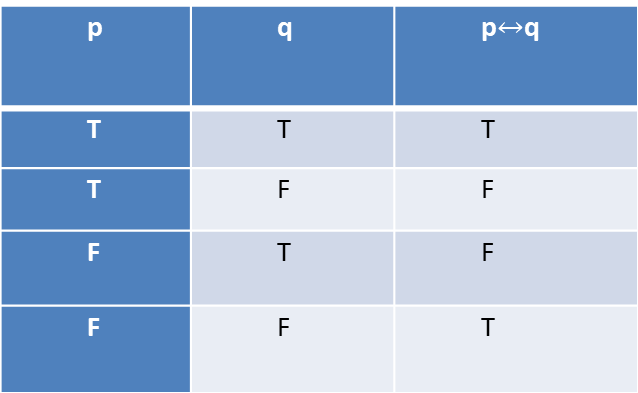 p q p↔q
T T T
T F F
F T F
F F T